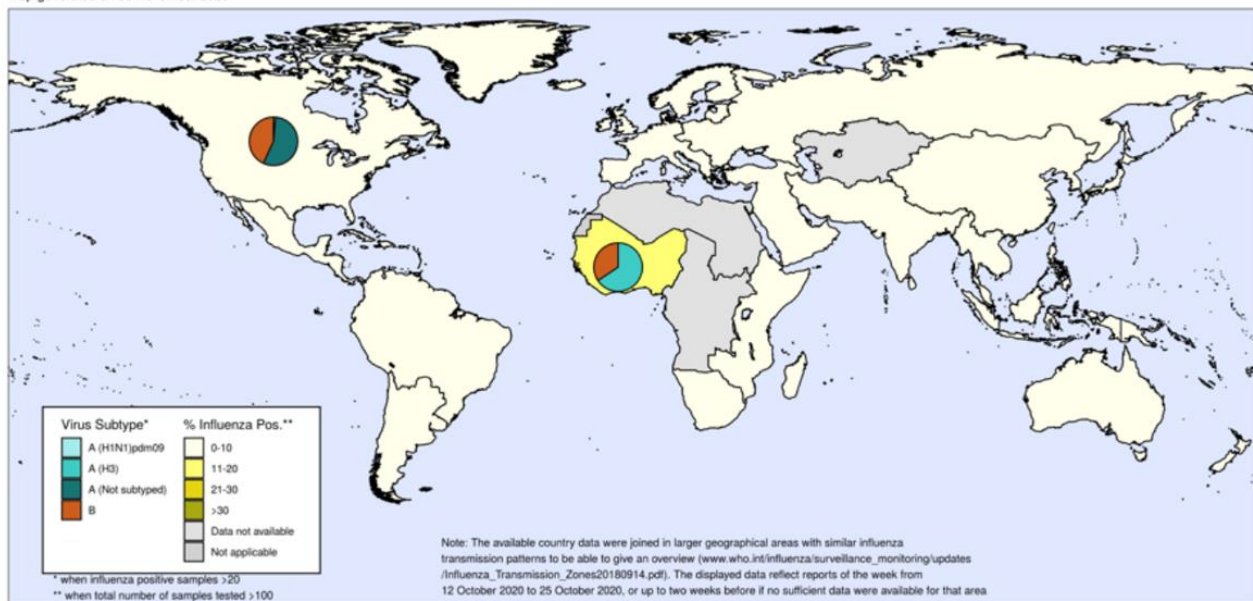 Virus Subtype*
A (H1N1)pdm09
A (H3)
A (Not subtyped)
B
% Influenza Pos.**
0-10
11-20
21-30
>30
Data not available
Not applicable
* when influenza positive samples >20
** when total number of samples tested >100
Note: The available country data were joined in larger geographical areas with similar influenza
transmission patterns to be able to give an overview (www.who.int/influenza/surveillance_monitoring/updates
/Influenza_Transmission_Zones20180914.pdf). The displayed data reflect reports of the week from
12 October 2020 to 25 October 2020, or up to two weeks before if no sufficient data were available for that area